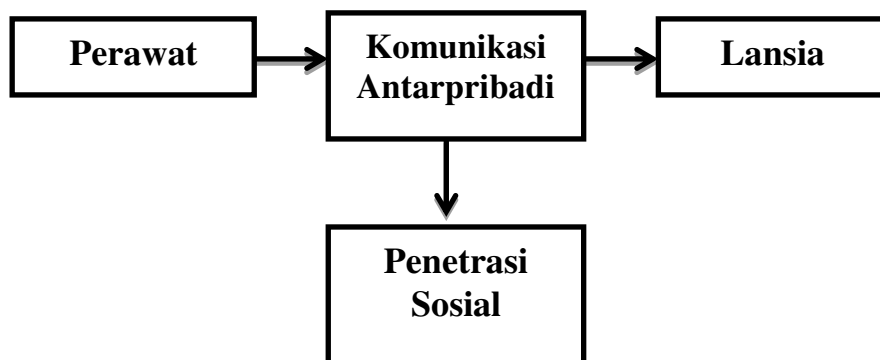 Perawat
Komunikasi
Antarpribadi
Lansia
Penetrasi
Sosial